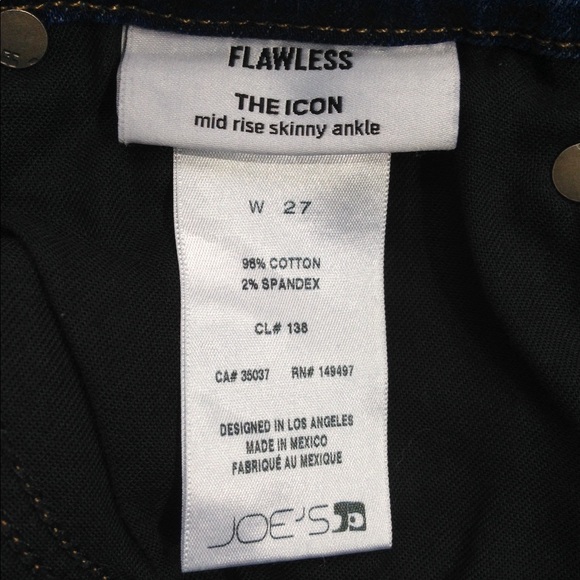 FLAWLESS
THE ICON
mid rise skinny ankle
W 27
98% COTTON
2% SPANDEX
CL# 138
CA# 35037 RN# 149497
DESIGNED IN LOS ANGELES
MADE IN MEXICO
FABRIQUÉ AU MEXIQUE
JOE'S